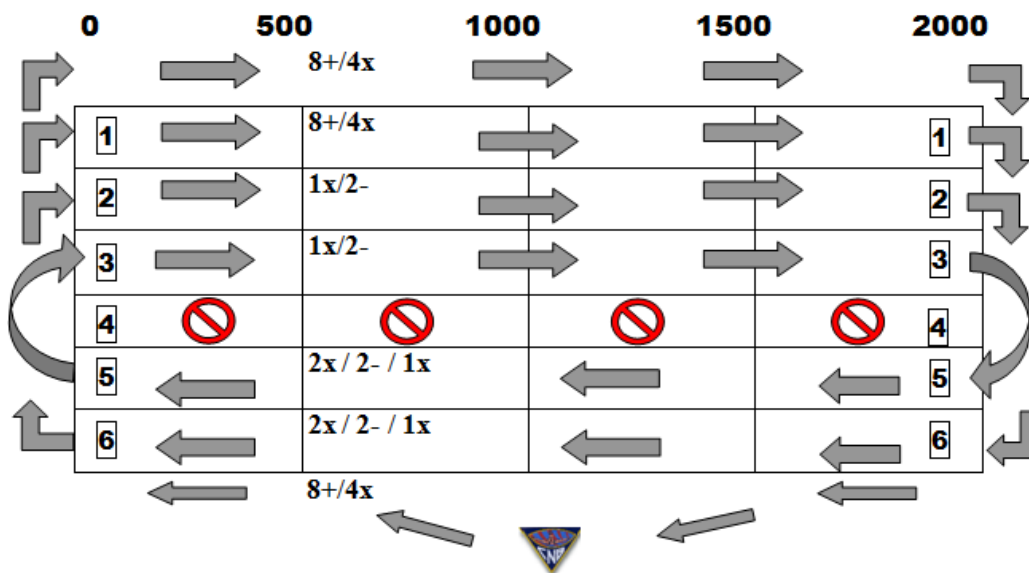 0 500 1000 1500 2000
8+/4x
1 8+/4x 1
2 1x/2- 2
3 1x/2- 3
4 4
5 2x / 2- / 1x 5
6 2x / 2- / 1x 6
8+/4x